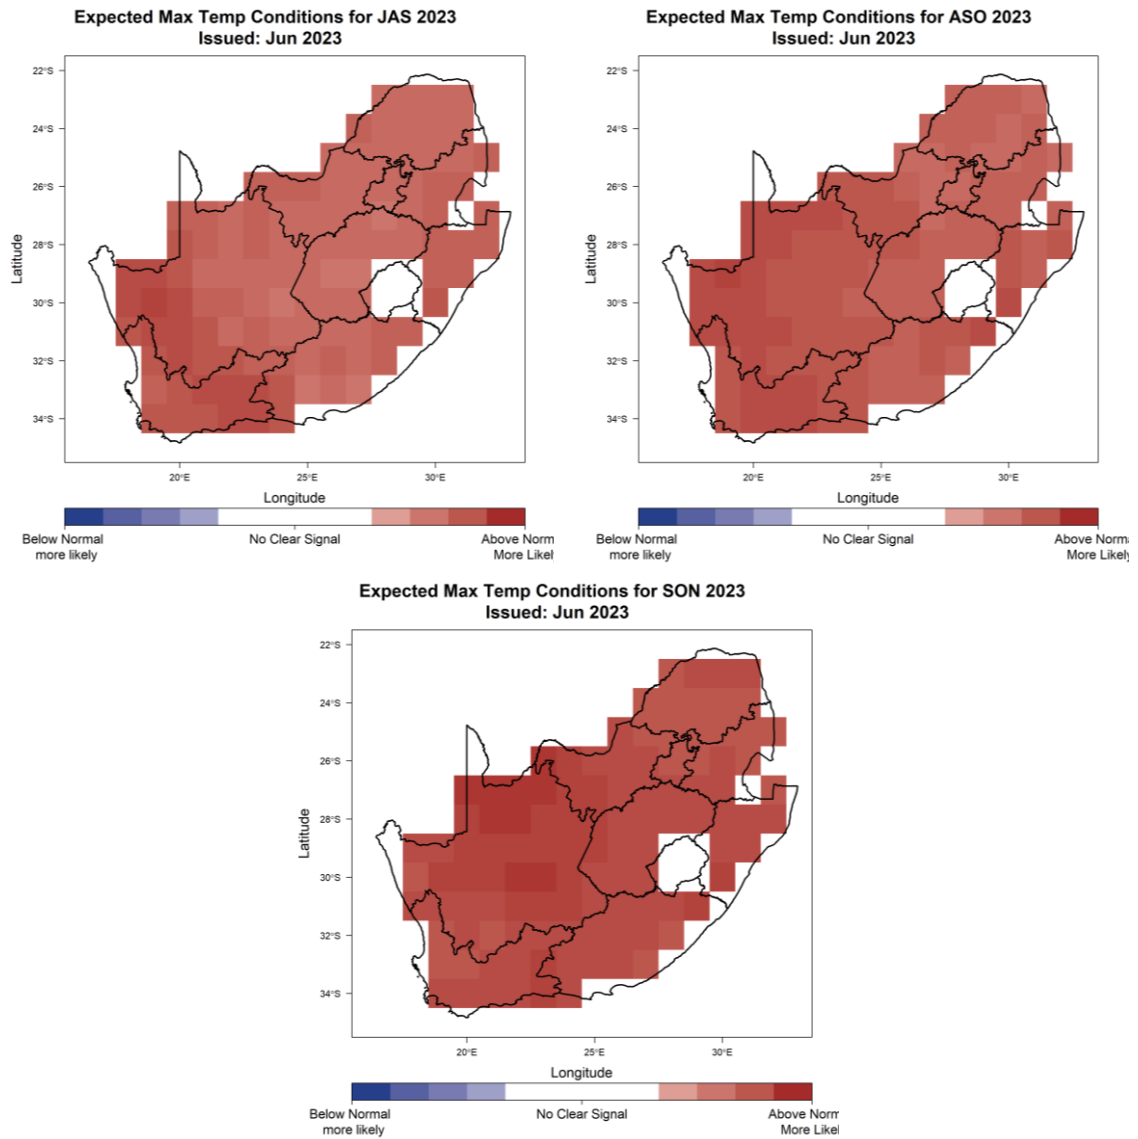 Expected Max Temp Conditions for JAS 2023
Issued: Jun 2023
22°S
24°S
26°S
28°S
30°S
32°S
34°S
Latitude
20°E
25°E
30°E
Longitude
Below Normal
more likely
No Clear Signal
Above Norm
More Likel
Expected Max Temp Conditions for ASO 2023
Issued: Jun 2023
22°S
24°S
26°S
28°S
30°S
32°S
34°S
Latitude
20°E
25°E
30°E
Longitude
Below Normal
more likely
No Clear Signal
Above Norma
More Likely
Expected Max Temp Conditions for SON 2023
Issued: Jun 2023
22°S
24°S
26°S
28°S
30°S
32°S
34°S
Latitude
20°E
25°E
30°E
Longitude
Below Normal
more likely
No Clear Signal
Above Norm
More Likel